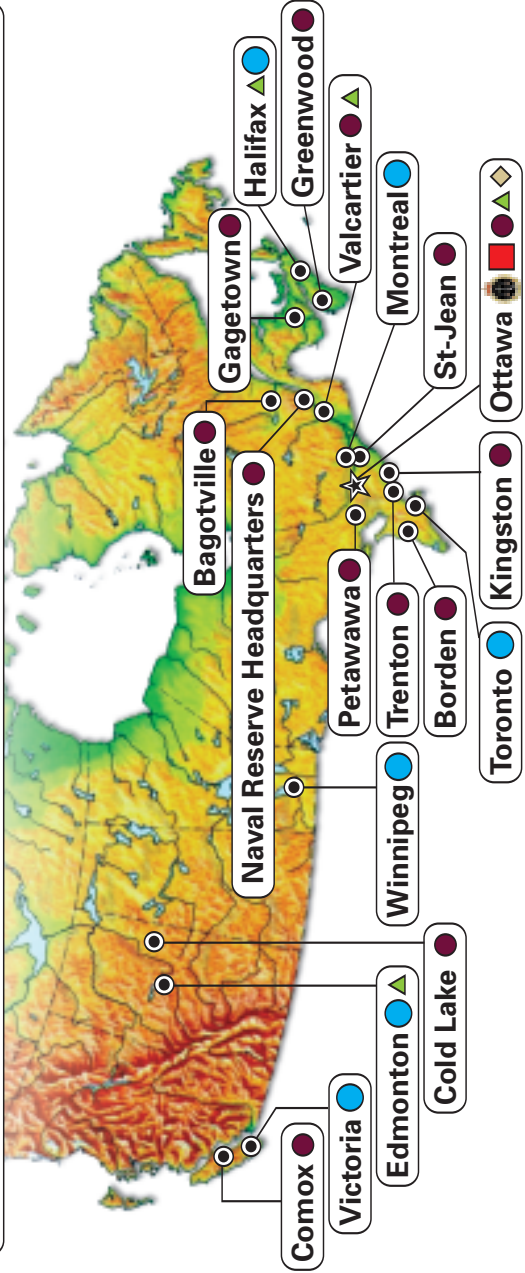 Comox
Victoria
Edmonton
Cold Lake
Winnipeg
Naval Reserve Headquarters
Bagotville
Gagetown
Halifax
Greenwood
Valcartier
Montreal
St-Jean
Ottawa
Petawawa
Trenton
Borden
Kingston
Toronto